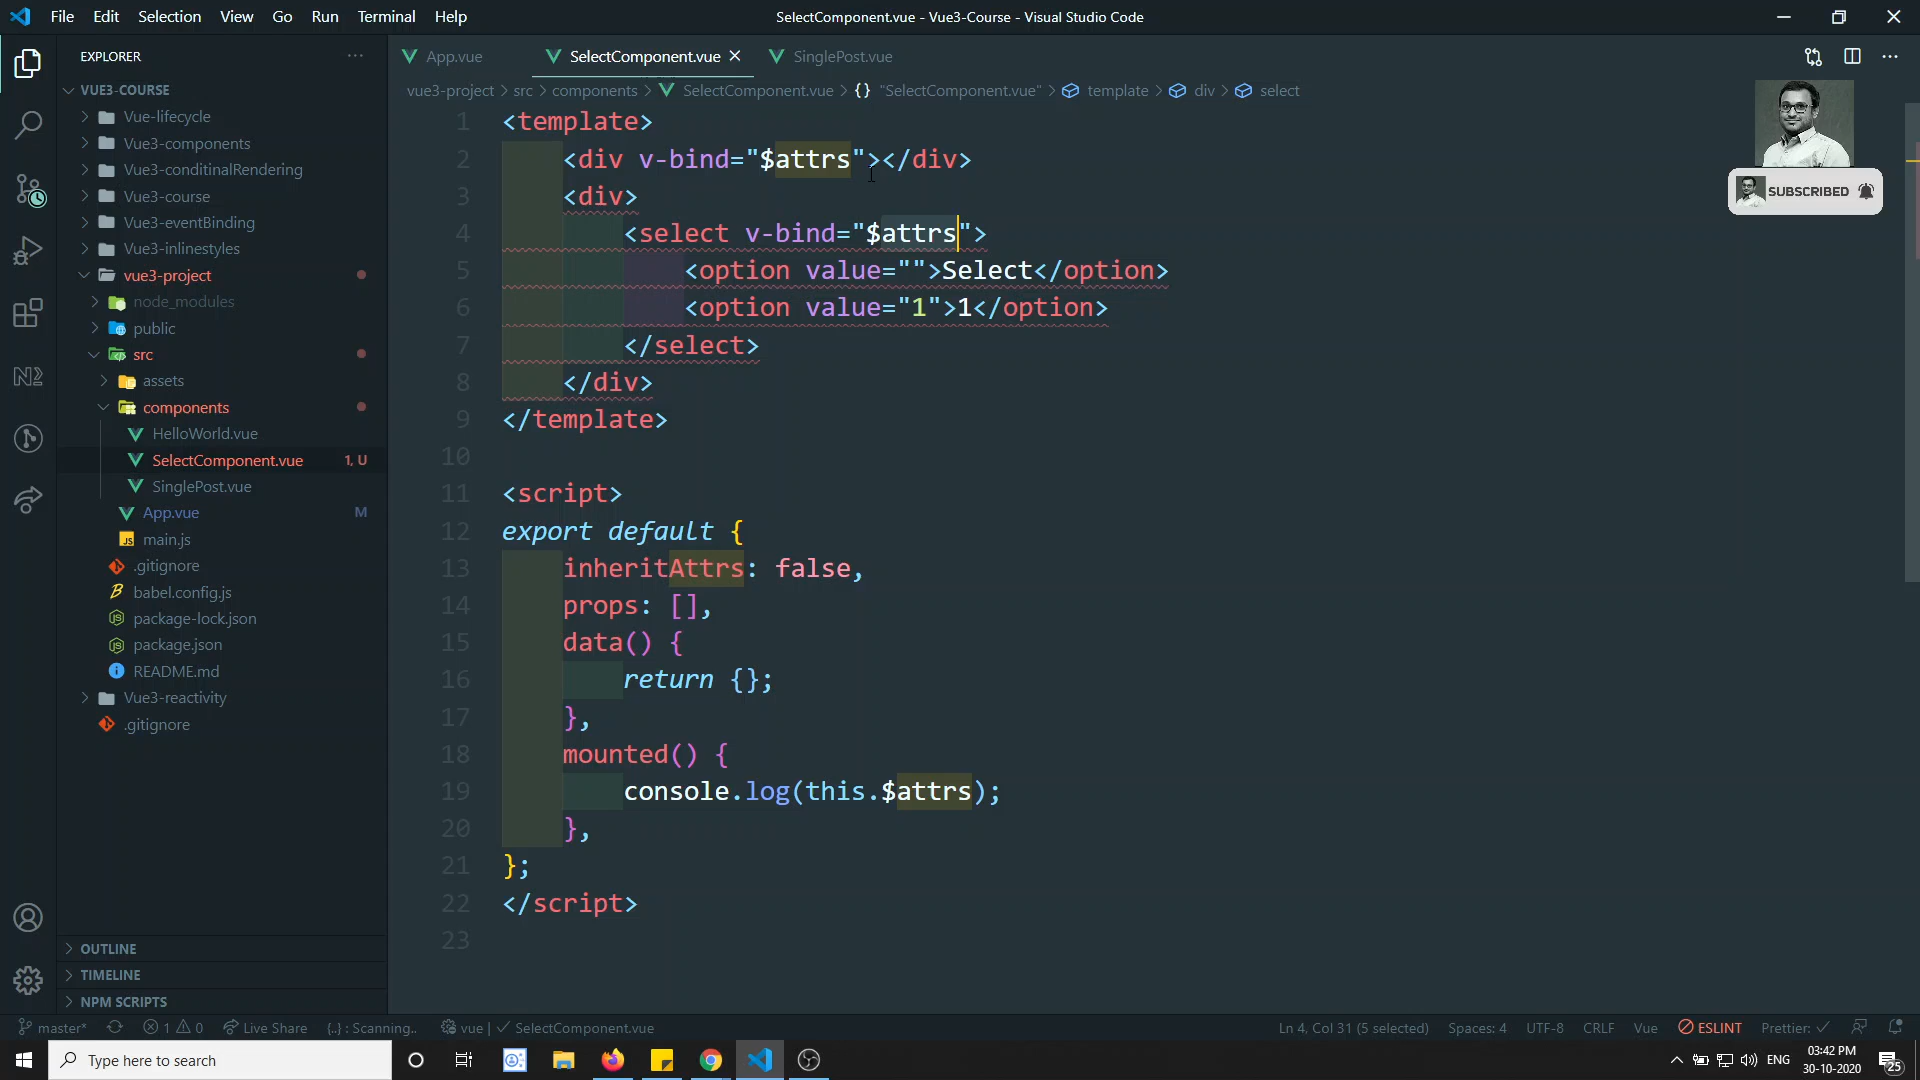 File Edit Selection View Go Run Terminal Help
SelectComponent.vue - Vue3-Course - Visual Studio Code
EXPLORER
App.vue
SelectComponent.vue
SinglePost.vue
vue3-project > src > components > SelectComponent.vue > {} "SelectComponent.vue" > template > div > select
VUE3-COURSE
Vue-lifecycle
Vue3-components
Vue3-conditinalRendering
Vue3-course
Vue3-eventBinding
Vue3-inlinestyles
vue3-project
node_modules
public
src
assets
components
HelloWorld.vue
SelectComponent.vue 1, U
SinglePost.vue
App.vue M
JS main.js
.gitignore
babel.config.js
package-lock.json
package.json
README.md
Vue3-reactivity
.gitignore
OUTLINE
TIMELINE
NPM SCRIPTS
1 <template>
2 <div v-bind="$attrs"></div>
3 <div>
4 <select v-bind="$attrs">
5 <option value="">Select</option>
6 <option value="1">1</option>
7 </select>
8 </div>
9 </template>
10
11 <script>
12 export default {
13 inheritAttrs: false,
14 props: [],
15 data() {
16 return {};
17 },
18 mounted() {
19 console.log(this.$attrs);
20 },
21 };
22 </script>
23
SUBSCRIBED
master* 1 0 Live Share {..} : Scanning.. vue | SelectComponent.vue
Ln 4, Col 31 (5 selected) Spaces: 4 UTF-8 CRLF Vue ESLINT Prettier:
Type here to search
ENG
03:42 PM
30-10-2020
25